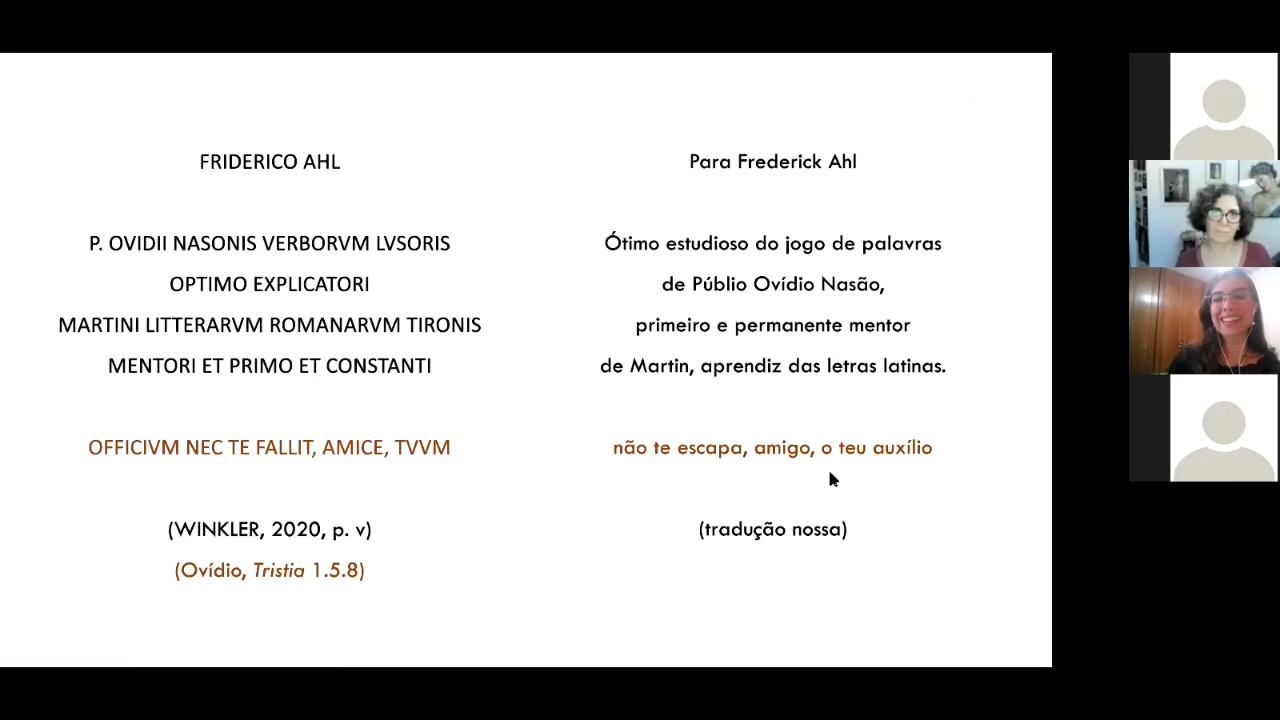 FRIDERICO AHL
P. OVIDII NASONIS VERBORVM LVSORIS
OPTIMO EXPLICATORI
MARTINI LITTERARVM ROMANARVM TIRONIS
MENTORI ET PRIMO ET CONSTANTI
OFFICIVM NEC TE FALLIT, AMICE, TVVM
(WINKLER, 2020, p. v)
(Ovídio, Tristia 1.5.8)
Para Frederick Ahl
Ótimo estudioso do jogo de palavras
de Públio Ovídio Nasão,
primeiro e permanente mentor
de Martin, aprendiz das letras latinas.
não te escapa, amigo, o teu auxílio
(tradução nossa)